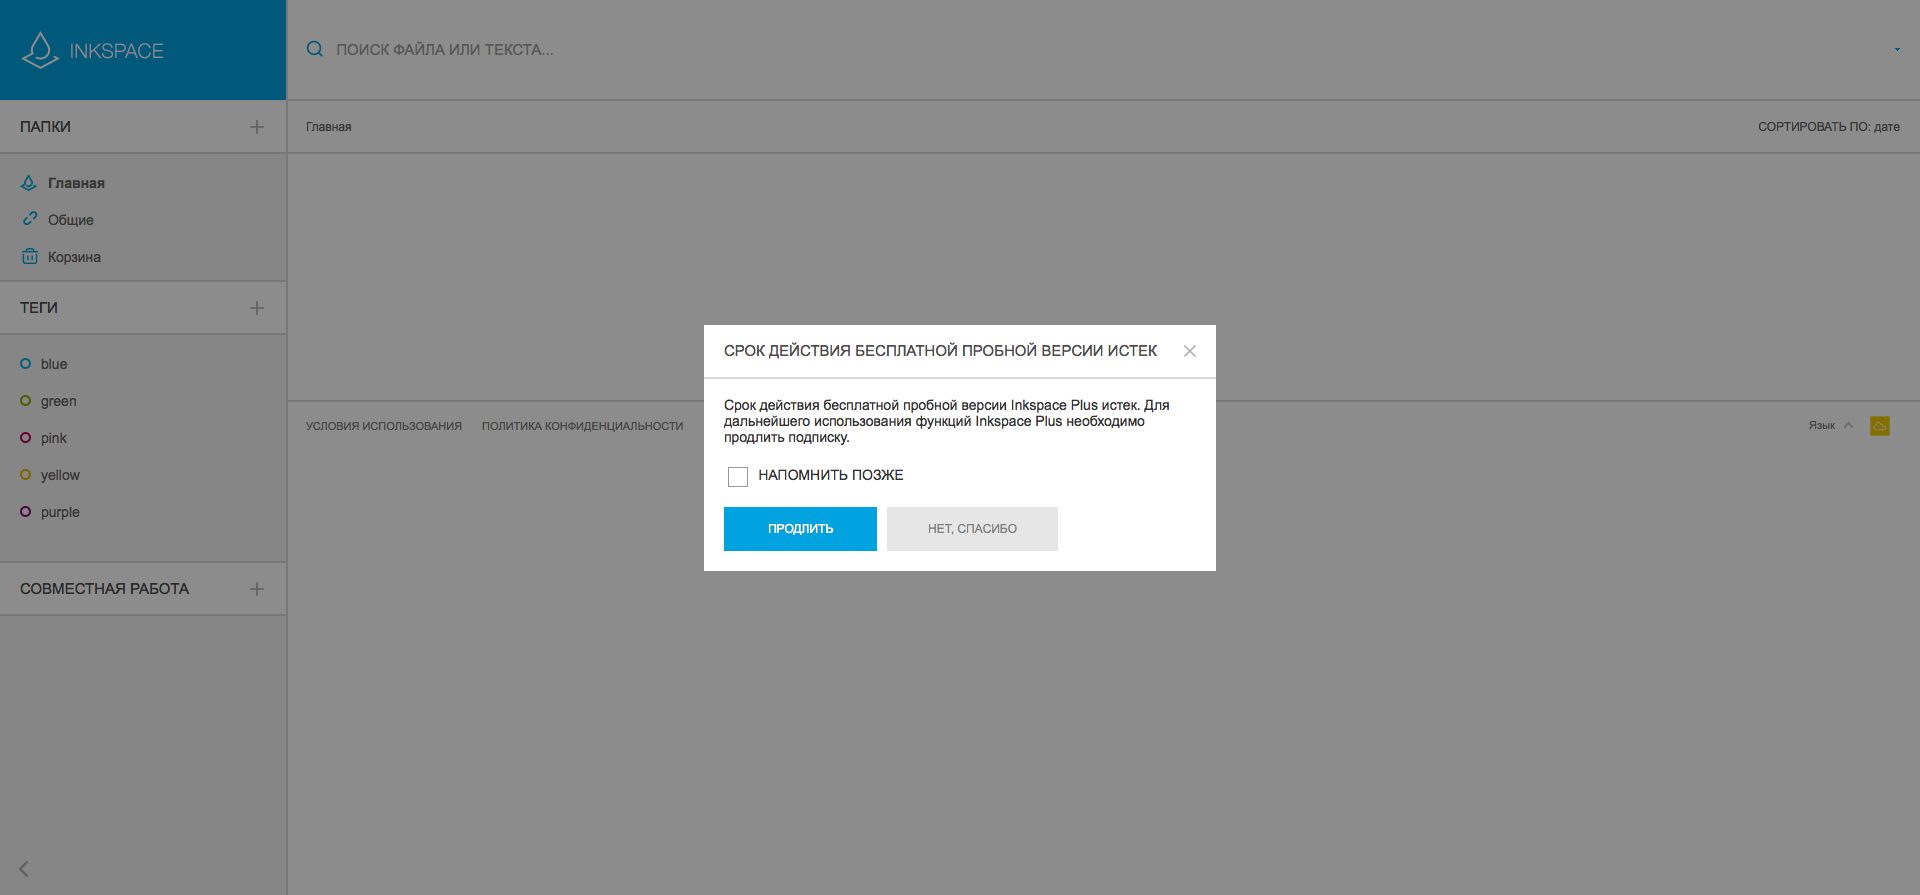 INKSPACE
ПОИСК ФАЙЛА ИЛИ ТЕКСТА...
ПАПКИ
Главная
СОРТИРОВАТЬ ПО: дате
Главная
Общие
Корзина
ТЕГИ
blue
green
pink
yellow
purple
СОВМЕСТНАЯ РАБОТА
СРОК ДЕЙСТВИЯ БЕСПЛАТНОЙ ПРОБНОЙ ВЕРСИИ ИСТЕК
Срок действия бесплатной пробной версии Inkspace Plus истек. Для
дальнейшего использования функций Inkspace Plus необходимо
продлить подписку.
НАПОМНИТЬ ПОЗЖЕ
ПРОДЛИТЬ
НЕТ, СПАСИБО
УСЛОВИЯ ИСПОЛЬЗОВАНИЯ
ПОЛИТИКА КОНФИДЕНЦИАЛЬНОСТИ
Язык